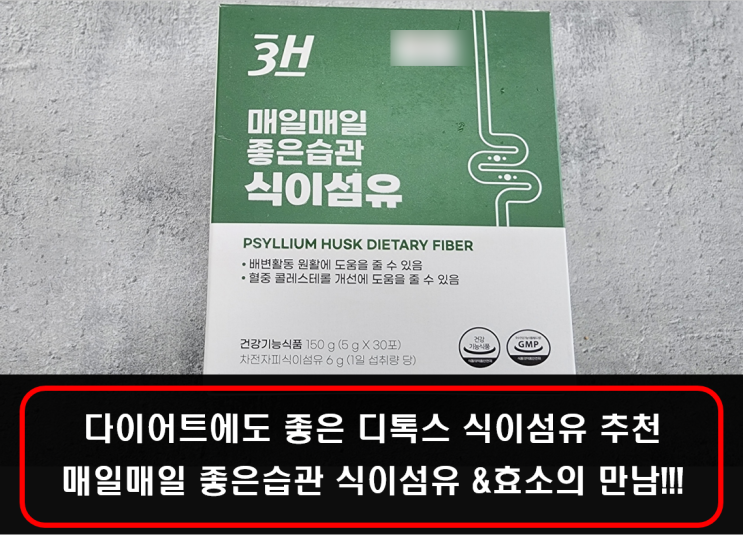 3H
매일매일
좋은습관
식이섬유
PSYLLIUM HUSK DIETARY FIBER
• 배변활동 원활에 도움을 줄 수 있음
• 혈중 콜레스테롤 개선에 도움을 줄 수 있음
건강기능식품 150 g (5 g X 30포)
차전자피식이섬유 6 g (1일 섭취량 당)
건강
기능식품
GMP
다이어트에도 좋은 디톡스 식이섬유 추천
매일매일 좋은습관 식이섬유 &효소의 만남!!!